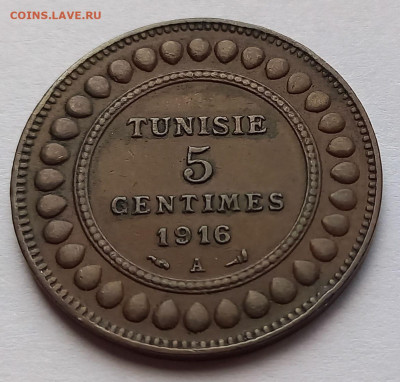 COINS.LAVE.RU
TUNISIE
5
CENTIMES
1916
A